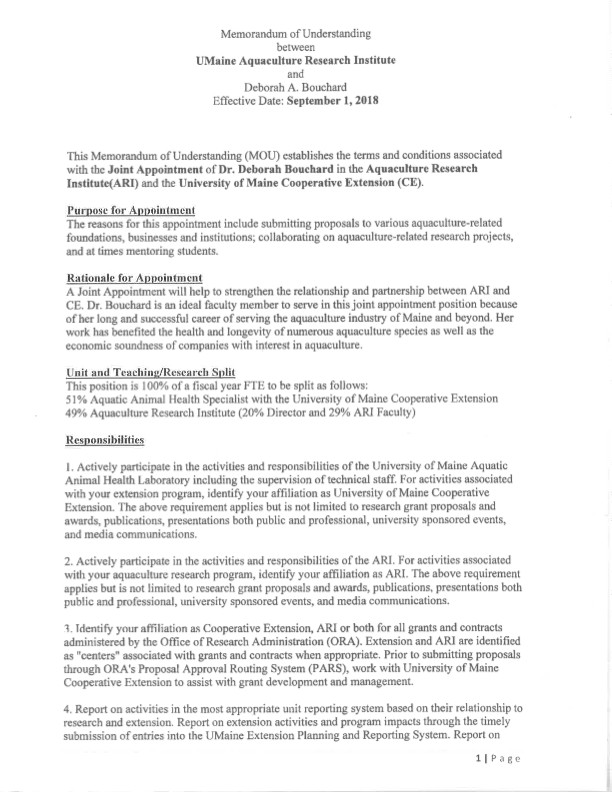 Memorandum of Understanding
between
UMaine Aquaculture Research Institute
and
Deborah A. Bouchard
Effective Date: September 1, 2018
This Memorandum of Understanding (MOU) establishes the terms and conditions associated
with the Joint Appointment of Dr. Deborah Bouchard in the Aquaculture Research
Institute(ARI) and the University of Maine Cooperative Extension (CE).
Purpose for Appointment
The reasons for this appointment include submitting proposals to various aquaculture-related
foundations, businesses and institutions; collaborating on aquaculture-related research projects,
and at times mentoring students.
Rationale for Appointment
A Joint Appointment will help to strengthen the relationship and partnership between ARI and
CE. Dr. Bouchard is an ideal faculty member to serve in this joint appointment position because
of her long and successful career of serving the aquaculture industry of Maine and beyond. Her
work has benefited the health and longevity of numerous aquaculture species as well as the
economic soundness of companies with interest in aquaculture.
Unit and Teaching/Research Split
This position is 100% of a fiscal year FTE to be split as follows:
51% Aquatic Animal Health Specialist with the University of Maine Cooperative Extension
49% Aquaculture Research Institute (20% Director and 29% ARI Faculty)
Responsibilities
1. Actively participate in the activities and responsibilities of the University of Maine Aquatic
Animal Health Laboratory including the supervision of technical staff. For activities associated
with your extension program, identify your affiliation as University of Maine Cooperative
Extension. The above requirement applies but is not limited to research grant proposals and
awards, publications, presentations both public and professional, university sponsored events,
and media communications.
2. Actively participate in the activities and responsibilities of the ARI. For activities associated
with your aquaculture research program, identify your affiliation as ARI. The above requirement
applies but is not limited to research grant proposals and awards, publications, presentations both
public and professional, university sponsored events, and media communications.
3. Identify your affiliation as Cooperative Extension, ARI or both for all grants and contracts
administered by the Office of Research Administration (ORA). Extension and ARI are identified
as "centers" associated with grants and contracts when appropriate. Prior to submitting proposals
through ORA's Proposal Approval Routing System (PARS), work with University of Maine
Cooperative Extension to assist with grant development and management.
4. Report on activities in the most appropriate unit reporting system based on their relationship to
research and extension. Report on extension activities and program impacts through the timely
submission of entries into the UMaine Extension Planning and Reporting System. Report on
1 | Page